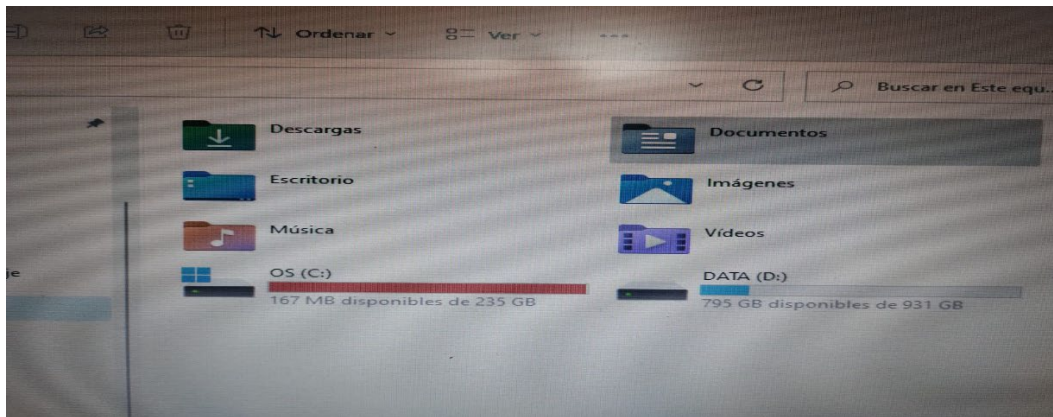 Ordenar Ver
Buscar en Este equ...
Descargas Documentos
Escritorio Imágenes
Música Vídeos
je
OS (C:) DATA (D:)
167 MB disponibles de 235 GB 795 GB disponibles de 931 GB